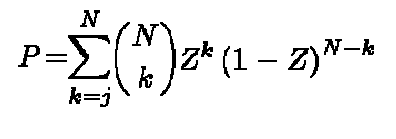 P = \sum_{k=j}^{N} \binom{N}{k} Z^k (1 - Z)^{N-k}